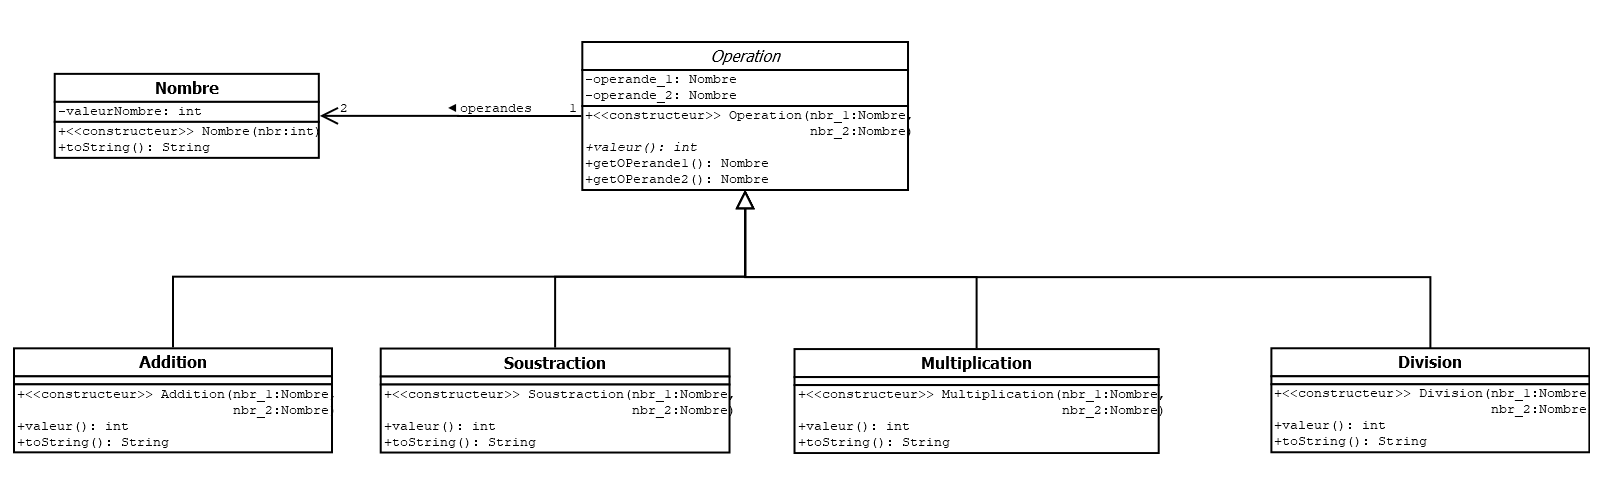 Operation
-operande_1: Nombre
-operande_2: Nombre
+<<constructeur>> Operation(nbr_1:Nombre,
nbr_2:Nombre)
+valeur(): int
+getOPerande1(): Nombre
+getOPerande2(): Nombre
Nombre
-valeurNombre: int
+<<constructeur>> Nombre(nbr:int)
+toString(): String
2
operandes
1
Addition
+<<constructeur>> Addition(nbr_1:Nombre,
nbr_2:Nombre)
+valeur(): int
+toString(): String
Soustraction
+<<constructeur>> Soustraction(nbr_1:Nombre,
nbr_2:Nombre)
+valeur(): int
+toString(): String
Multiplication
+<<constructeur>> Multiplication(nbr_1:Nombre,
nbr_2:Nombre)
+valeur(): int
+toString(): String
Division
+<<constructeur>> Division(nbr_1:Nombre
nbr_2:Nombre
+valeur(): int
+toString(): String